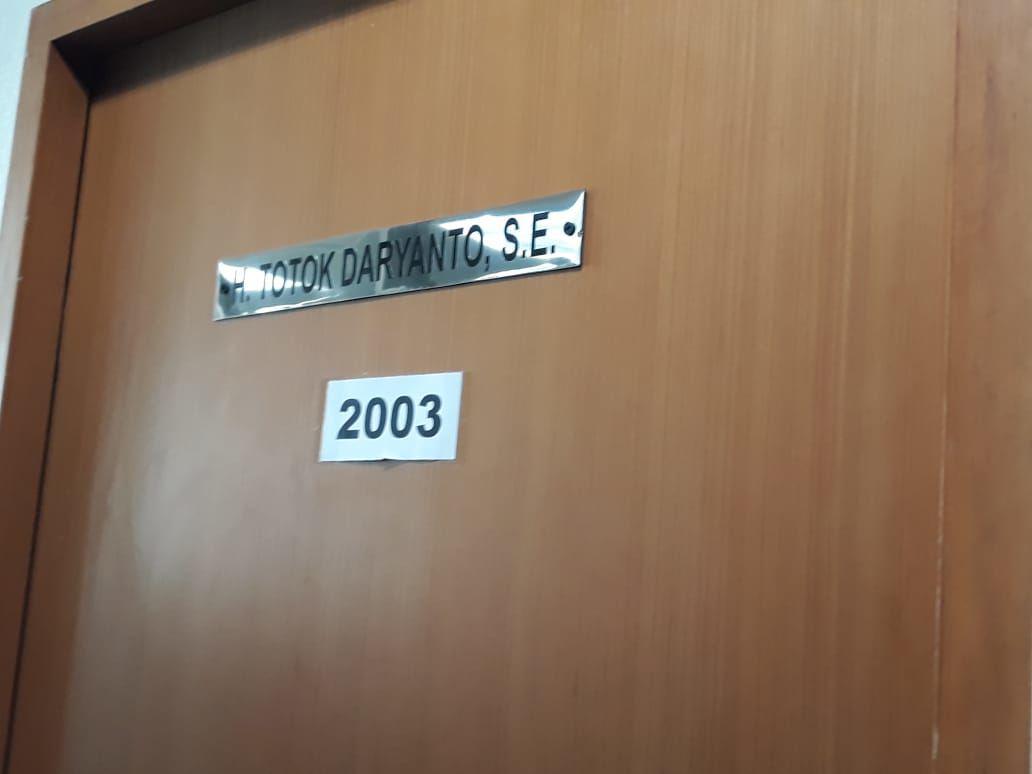 H. TOTOK DARYANTO, S.E.
2003